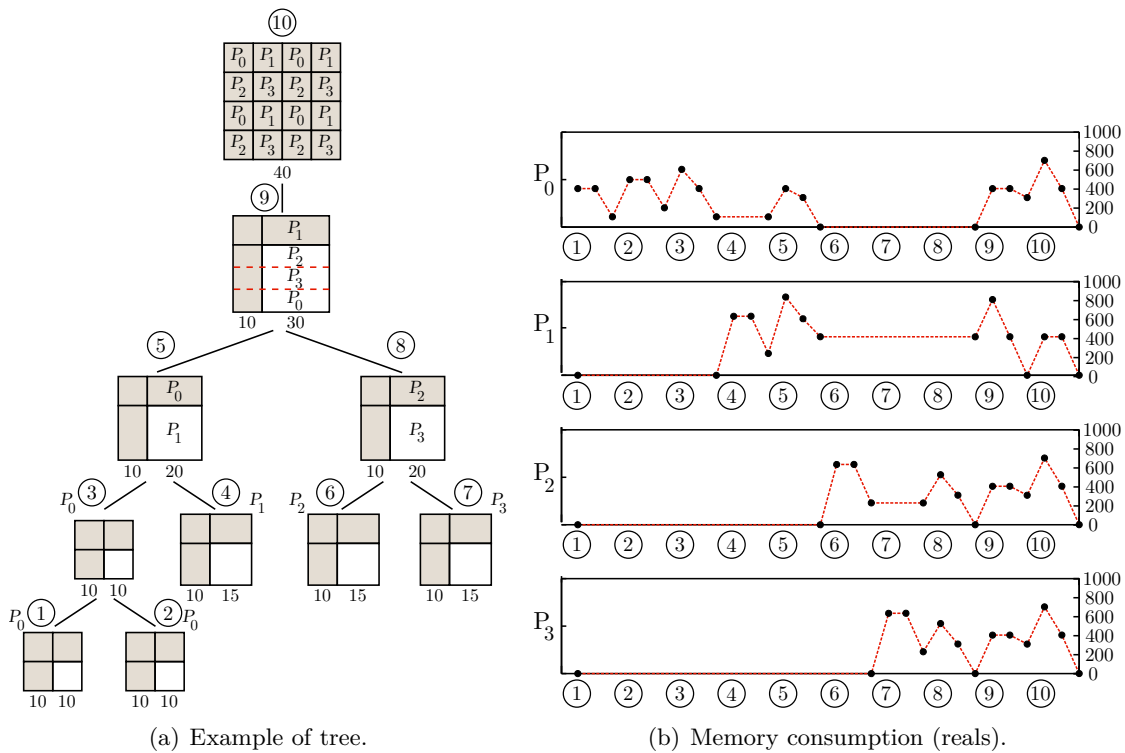 10
P0 P1 P0 P1
P2 P3 P2 P3
P0 P1 P0 P1
P2 P3 P2 P3
40
9
P1
P2
P3
P0
10 30
5
P0
P1
10 20
8
P2
P3
10 20
P0 3
10 10
4 P1
10 15
P2 6
10 15
7 P3
10 15
P0 1
10 10
2 P0
10 10
(a) Example of tree.
P0
1000
800
600
400
200
0
1 2 3 4 5 6 7 8 9 10
P1
1000
800
600
400
200
0
1 2 3 4 5 6 7 8 9 10
P2
1000
800
600
400
200
0
1 2 3 4 5 6 7 8 9 10
P3
1000
800
600
400
200
0
1 2 3 4 5 6 7 8 9 10
(b) Memory consumption (reals).